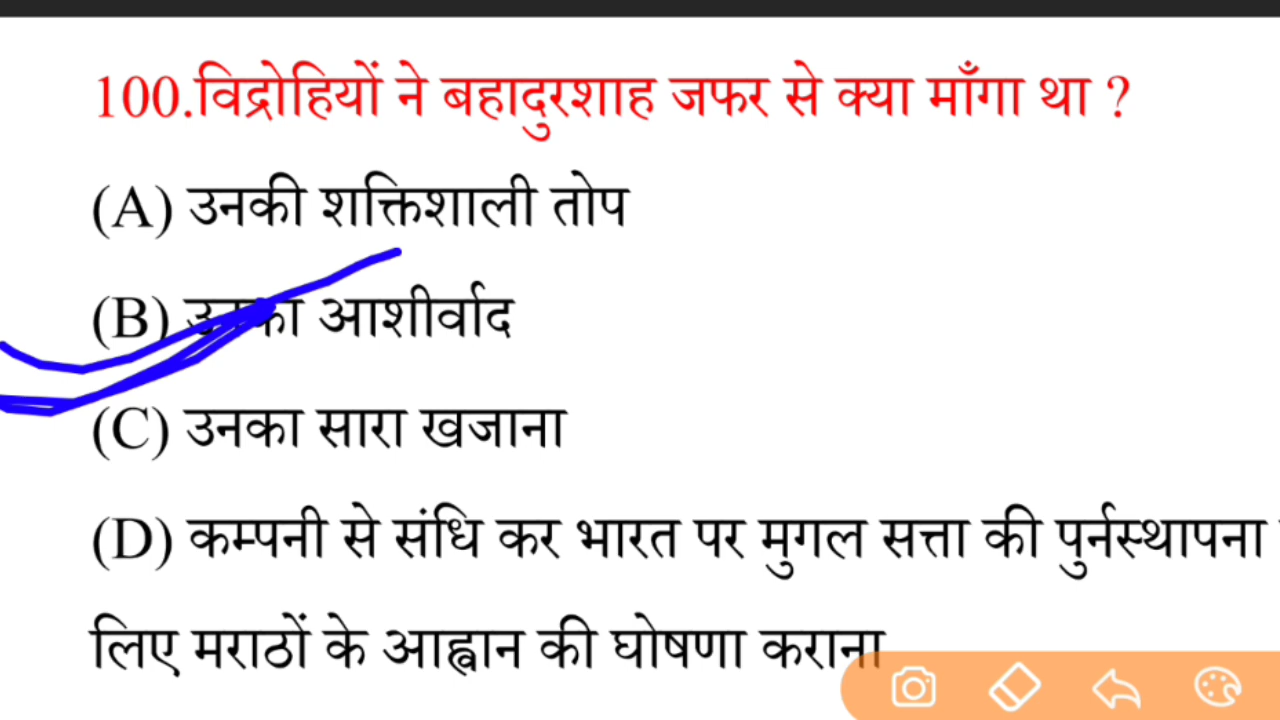 100.विद्रोहियों ने बहादुरशाह जफर से क्या माँगा था ?
(A) उनकी शक्तिशाली तोप
(B) उनका आशीर्वाद
(C) उनका सारा खजाना
(D) कम्पनी से संधि कर भारत पर मुगल सत्ता की पुर्नस्थापना
लिए मराठों के आह्वान की घोषणा कराना